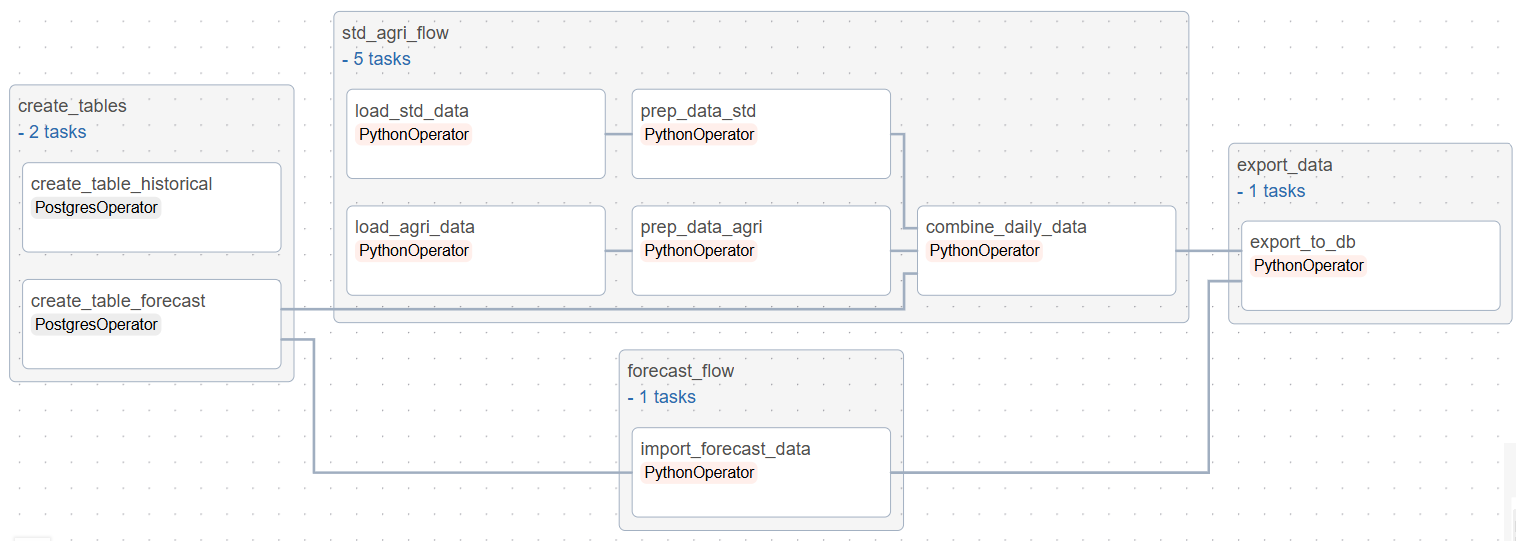 create_tables
- 2 tasks
create_table_historical
PostgresOperator
create_table_forecast
PostgresOperator
std_agri_flow
- 5 tasks
load_std_data
PythonOperator
prep_data_std
PythonOperator
load_agri_data
PythonOperator
prep_data_agri
PythonOperator
combine_daily_data
PythonOperator
forecast_flow
- 1 tasks
import_forecast_data
PythonOperator
export_data
- 1 tasks
export_to_db
PythonOperator